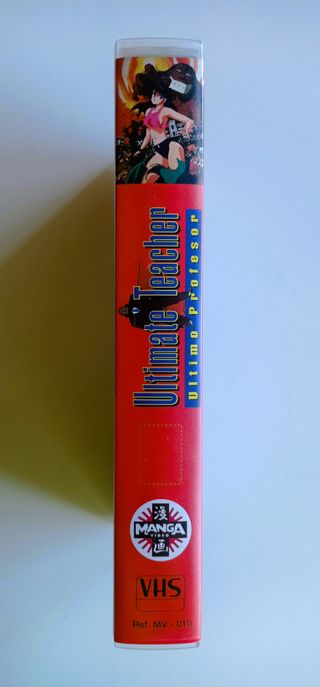 Ultimate Teacher
Ultimo Profesor
漫
MANGA
VIDEO
画
VHS
Ref. MV - 010